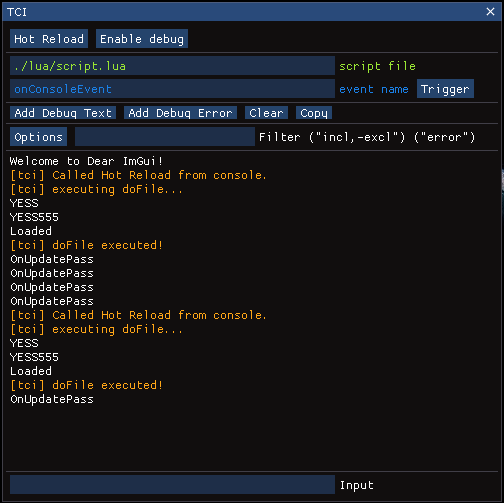 TCI
Hot Reload Enable debug
./lua/script.lua script file
onConsoleEvent event name Trigger
Add Debug Text Add Debug Error Clear Copy
Options Filter ("incl,-excl") ("error")
Welcome to Dear ImGui!
[tci] Called Hot Reload from console.
[tci] executing doFile...
YESS
YESS555
Loaded
[tci] doFile executed!
OnUpdatePass
OnUpdatePass
OnUpdatePass
OnUpdatePass
[tci] Called Hot Reload from console.
[tci] executing doFile...
YESS
YESS555
Loaded
[tci] doFile executed!
OnUpdatePass
Input